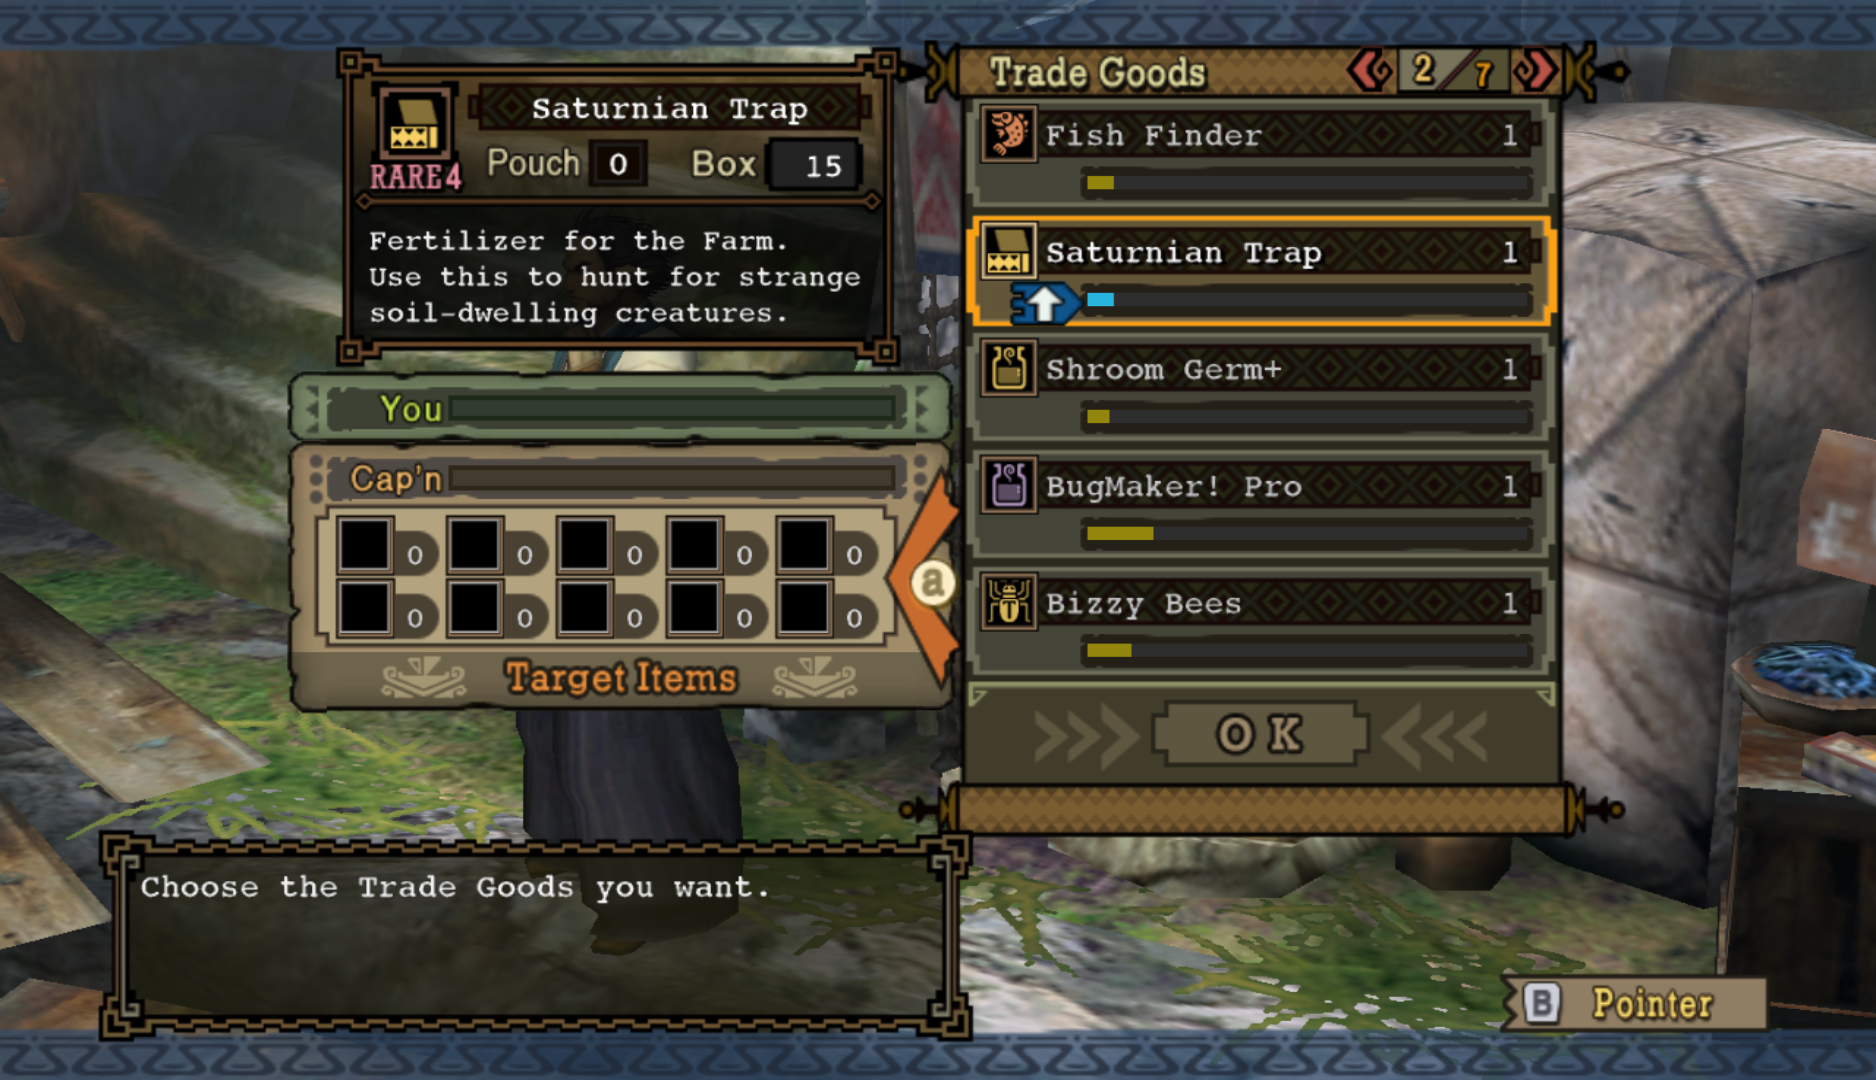 Saturnian Trap
RARE4
Pouch 0 Box 15
Fertilizer for the Farm.
Use this to hunt for strange
soil-dwelling creatures.
You
Cap'n
0 0 0 0 0
0 0 0 0 0
a
Target Items
Trade Goods 2/7
Fish Finder 1
Saturnian Trap 1
Shroom Germ+ 1
BugMaker! Pro 1
Bizzy Bees 1
OK
Choose the Trade Goods you want.
B Pointer